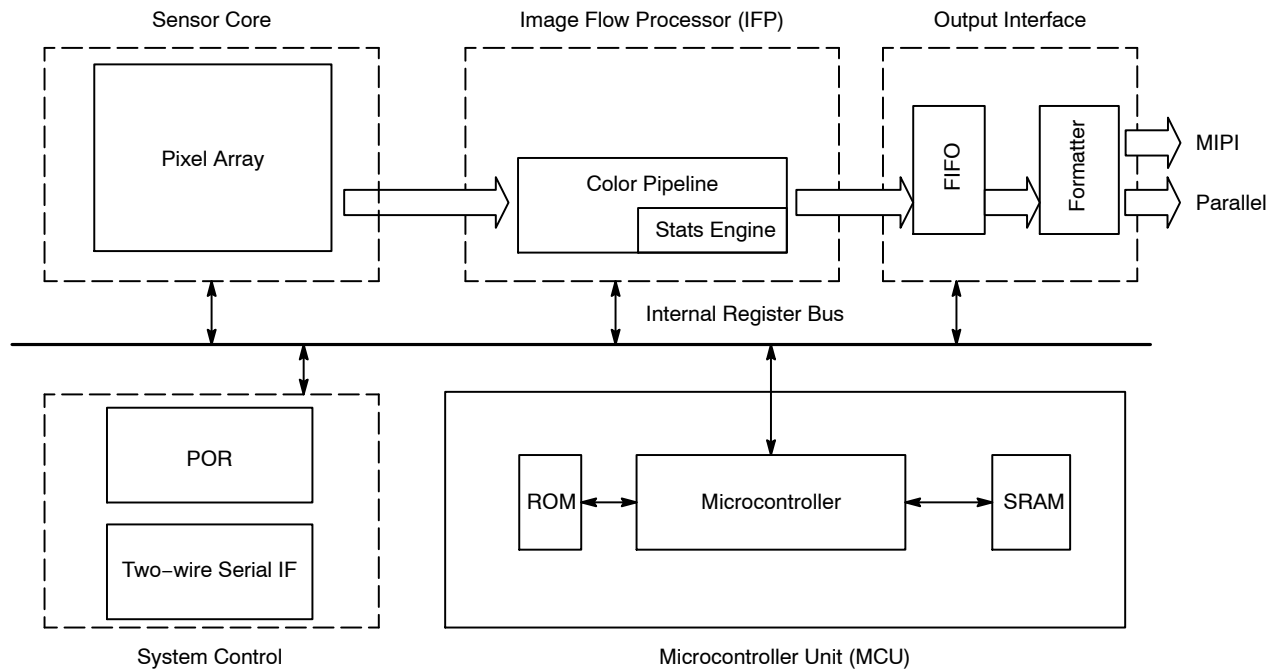 Sensor Core
Image Flow Processor (IFP)
Output Interface
Pixel Array
Color Pipeline
Stats Engine
FIFO
Formatter
MIPI
Parallel
Internal Register Bus
POR
Two−wire Serial IF
ROM
Microcontroller
SRAM
System Control
Microcontroller Unit (MCU)